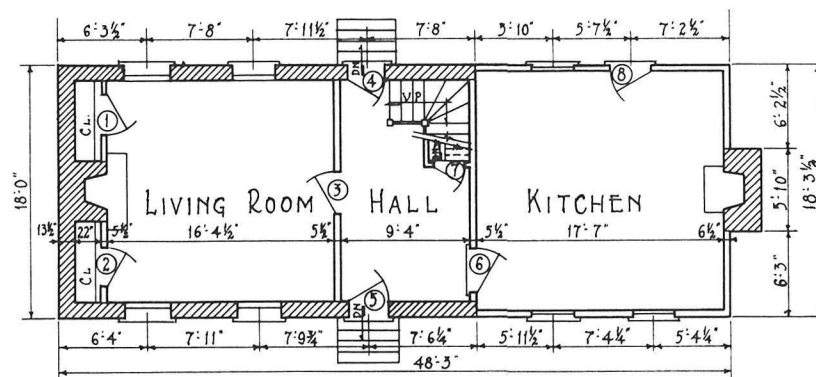 6'-3½" 7'-8" 7'-11½" 7'-8" 5'-10" 5'-7½" 7'-2½"
DN
4
8
UP
CL.
1
6'-2½"
7
3
18'-0"
LIVING ROOM HALL KITCHEN
5'-10"
18'-3½"
13½" 22" 5½" 16'-4½" 5½" 9'-4" 5½" 17'-7" 6½"
CL.
2
6
6'-3"
5
DN
6'-4" 7'-11" 7'-9¾" 7'-6¼" 5'-11½" 7'-4¼" 5'-4¼"
48'-3"